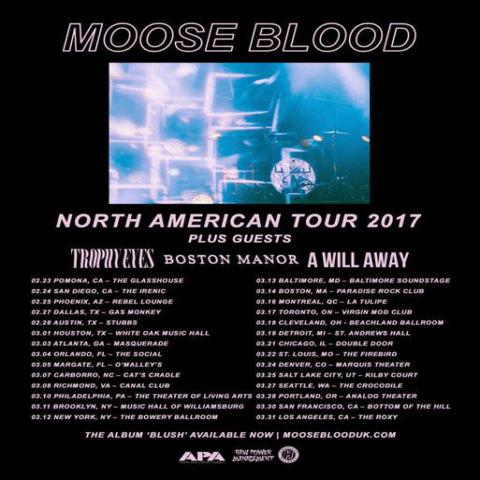 MOOSE BLOOD
NORTH AMERICAN TOUR 2017
PLUS GUESTS
TROPHY EYES BOSTON MANOR A WILL AWAY
02.23 POMONA, CA – THE GLASSHOUSE
02.24 SAN DIEGO, CA – THE IRENIC
02.25 PHOENIX, AZ – REBEL LOUNGE
02.27 DALLAS, TX – GAS MONKEY
02.28 AUSTIN, TX – STUBBS
03.01 HOUSTON, TX – WHITE OAK MUSIC HALL
03.03 ATLANTA, GA – MASQUERADE
03.04 ORLANDO, FL – THE SOCIAL
03.05 MARGATE, FL – O'MALLEY'S
03.07 CARBORRO, NC – CAT'S CRADLE
03.08 RICHMOND, VA – CANAL CLUB
03.10 PHILADELPHIA, PA – THE THEATER OF LIVING ARTS
03.11 BROOKLYN, NY – MUSIC HALL OF WILLIAMSBURG
03.12 NEW YORK, NY – THE BOWERY BALLROOM
03.13 BALTIMORE, MD – BALTIMORE SOUNDSTAGE
03.14 BOSTON, MA – PARADISE ROCK CLUB
03.16 MONTREAL, QC – LA TULIPE
03.17 TORONTO, ON – VIRGIN MOD CLUB
03.18 CLEVELAND, OH - BEACHLAND BALLROOM
03.19 DETROIT, MI – ST. ANDREWS HALL
03.21 CHICAGO, IL – DOUBLE DOOR
03.22 ST. LOUIS, MO – THE FIREBIRD
03.24 DENVER, CO – MARQUIS THEATER
03.25 SALT LAKE CITY, UT – KILBY COURT
03.27 SEATTLE, WA – THE CROCODILE
03.28 PORTLAND, OR – ANALOG THEATER
03.30 SAN FRANCISCO, CA – BOTTOM OF THE HILL
03.31 LOS ANGELES, CA – THE ROXY
THE ALBUM 'BLUSH' AVAILABLE NOW | MOOSEBLOODUK.COM
APA
RAW POWER
MANAGEMENT